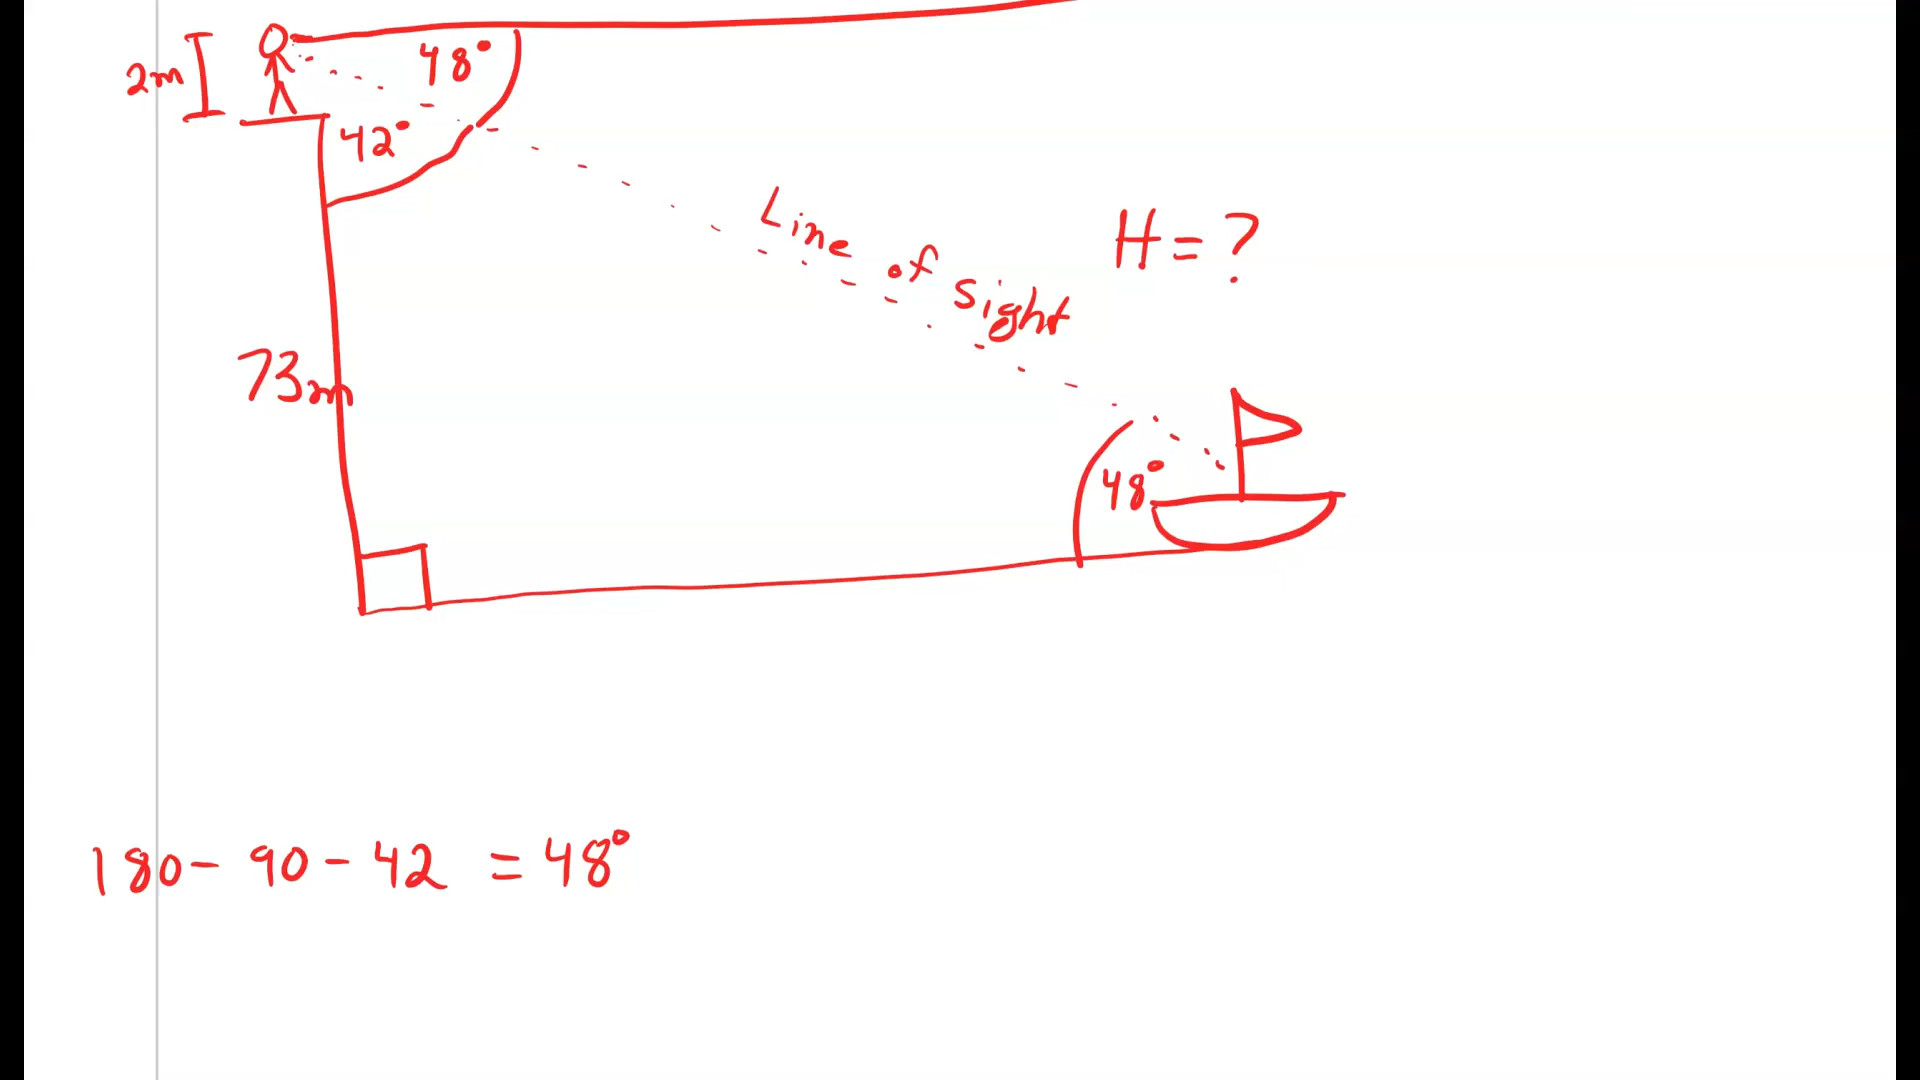 48°
2m
42°
Line of sight
H = ?
73m
48°
180 - 90 - 42 = 48°